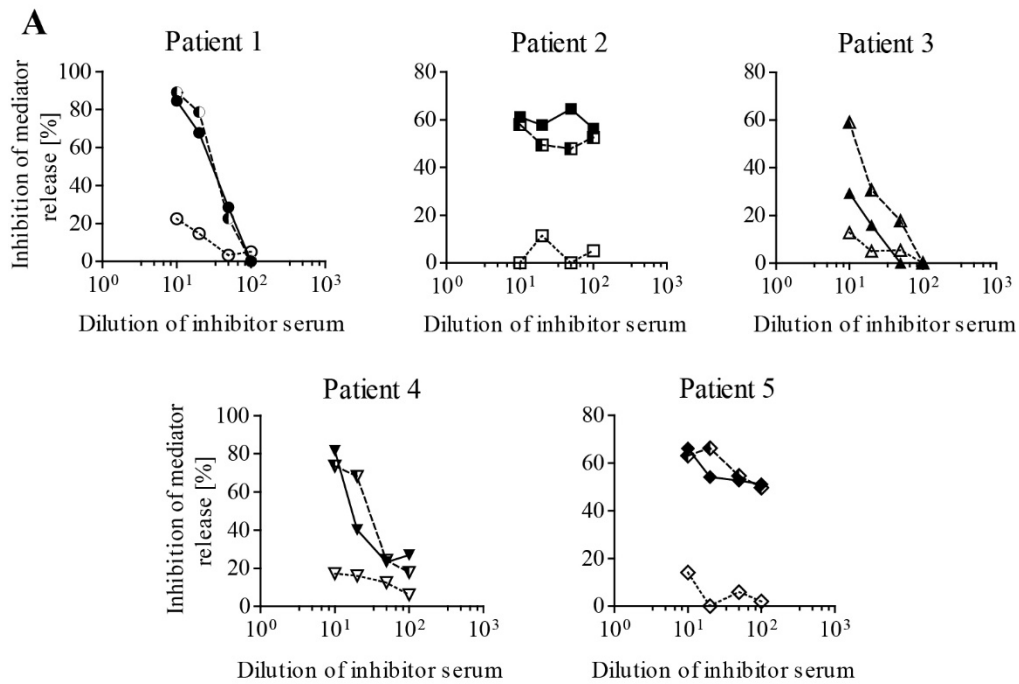 A
Patient 1
Patient 2
Patient 3
Inhibition of mediator
release [%]
100
80
60
40
20
0
10⁰ 10¹ 10² 10³
80
60
40
20
0
10⁰ 10¹ 10² 10³
80
60
40
20
0
10⁰ 10¹ 10² 10³
Dilution of inhibitor serum
Dilution of inhibitor serum
Dilution of inhibitor serum
Patient 4
Patient 5
Inhibition of mediator
release [%]
100
80
60
40
20
0
10⁰ 10¹ 10² 10³
80
60
40
20
0
10⁰ 10¹ 10² 10³
Dilution of inhibitor serum
Dilution of inhibitor serum